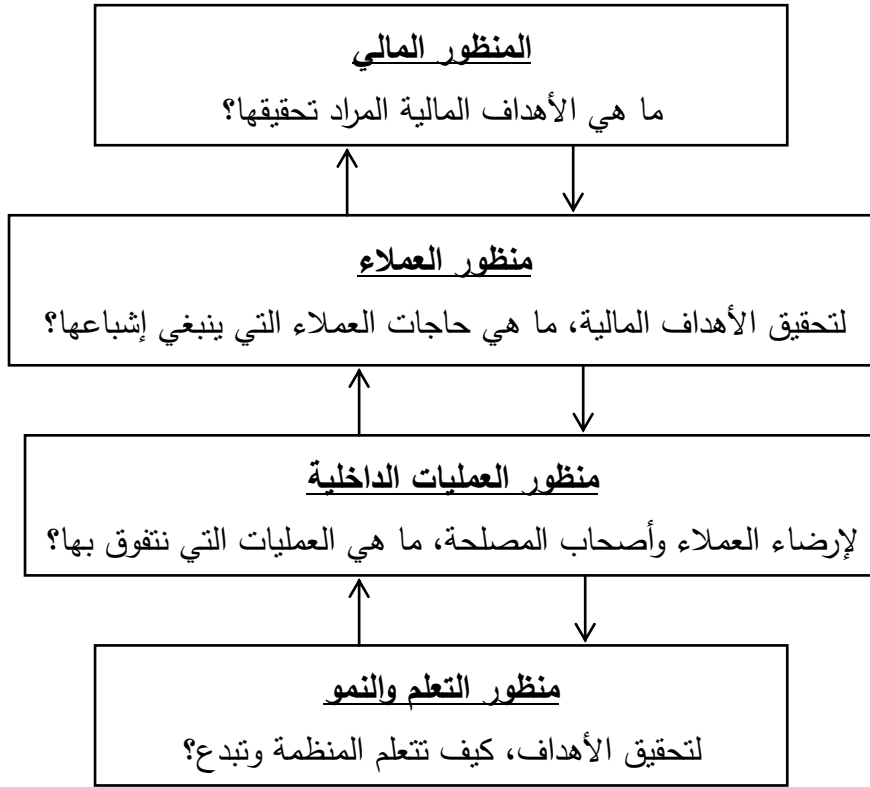 المنظور المالي
ما هي الأهداف المالية المراد تحقيقها؟
منظور العملاء
لتحقيق الأهداف المالية، ما هي حاجات العملاء التي ينبغي إشباعها؟
منظور العمليات الداخلية
لإرضاء العملاء وأصحاب المصلحة، ما هي العمليات التي نتفوق بها؟
منظور التعلم والنمو
لتحقيق الأهداف، كيف تتعلم المنظمة وتبدع؟